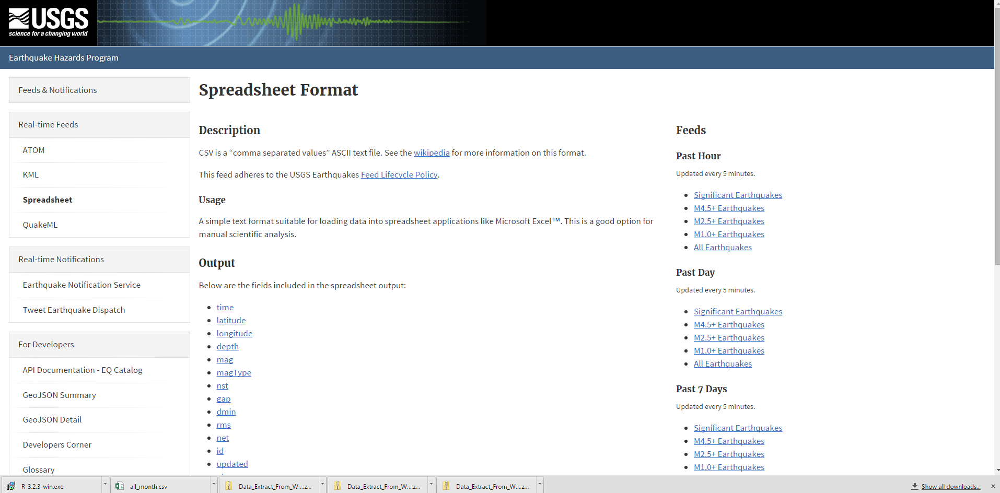 USGS
science for a changing world
Earthquake Hazards Program
Feeds & Notifications
Real-time Feeds
ATOM
KML
Spreadsheet
QuakeML
Real-time Notifications
Earthquake Notification Service
Tweet Earthquake Dispatch
For Developers
API Documentation - EQ Catalog
GeoJSON Summary
GeoJSON Detail
Developers Corner
Glossary
Spreadsheet Format
Description
CSV is a “comma separated values” ASCII text file. See the wikipedia for more information on this format.
This feed adheres to the USGS Earthquakes Feed Lifecycle Policy.
Usage
A simple text format suitable for loading data into spreadsheet applications like Microsoft Excel™. This is a good option for
manual scientific analysis.
Output
Below are the fields included in the spreadsheet output:
time
latitude
longitude
depth
mag
magType
nst
gap
dmin
rms
net
id
updated
Feeds
Past Hour
Updated every 5 minutes.
Significant Earthquakes
M4.5+ Earthquakes
M2.5+ Earthquakes
M1.0+ Earthquakes
All Earthquakes
Past Day
Updated every 5 minutes.
Significant Earthquakes
M4.5+ Earthquakes
M2.5+ Earthquakes
M1.0+ Earthquakes
All Earthquakes
Past 7 Days
Updated every 5 minutes.
Significant Earthquakes
M4.5+ Earthquakes
M2.5+ Earthquakes
M1.0+ Earthquakes
R-3.2.3-win.exe
all_month.csv
Data_Extract_From_W....z...
Data_Extract_From_W....z...
Data_Extract_From_W....z...
Show all downloads...